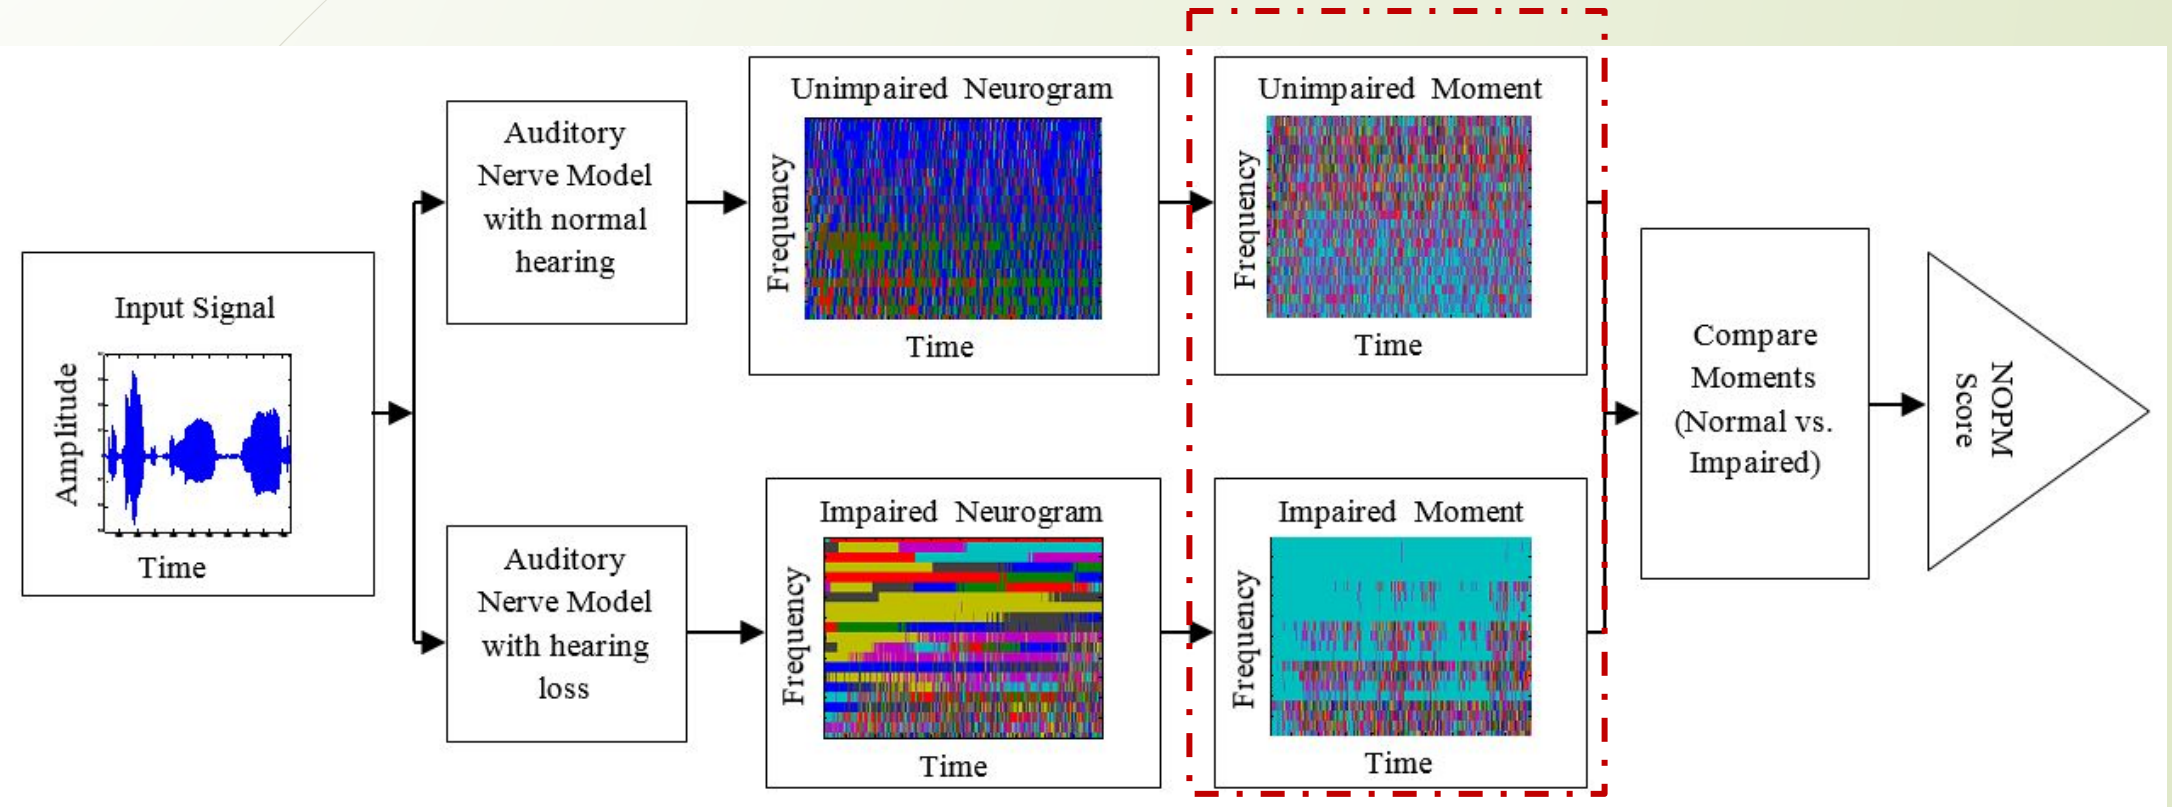 Input Signal
Amplitude
Time
Auditory
Nerve Model
with normal
hearing
Unimpaired Neurogram
Frequency
Time
Unimpaired Moment
Frequency
Time
Auditory
Nerve Model
with hearing
loss
Impaired Neurogram
Frequency
Time
Impaired Moment
Frequency
Time
Compare
Moments
(Normal vs.
Impaired)
NOPM
Score